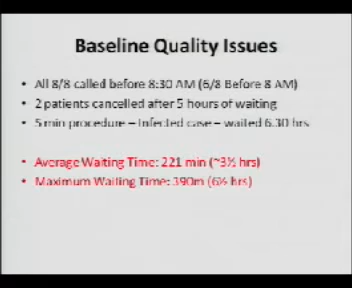 Baseline Quality Issues
• All 8/8 called before 8:30 AM (6/8 Before 8 AM)
• 2 patients cancelled after 5 hours of waiting
• 5 min procedure – Infected case – waited 6.30 hrs
• Average Waiting Time: 221 min (~3½ hrs)
• Maximum Waiting Time: 390m (6½ hrs)